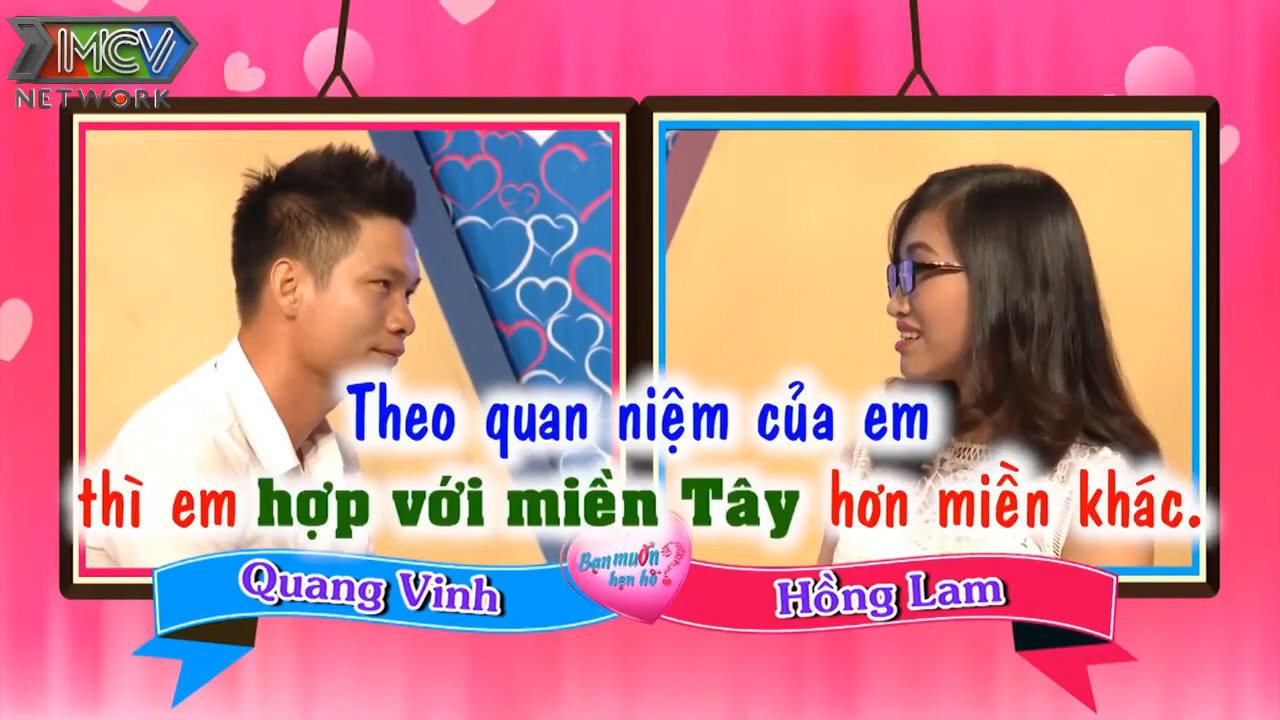 MCV
NETWORK
Theo quan niệm của em
thì em hợp với miền Tây hơn miền khác.
Bạn muốn
hẹn hò?
Quang Vinh
Hồng Lam